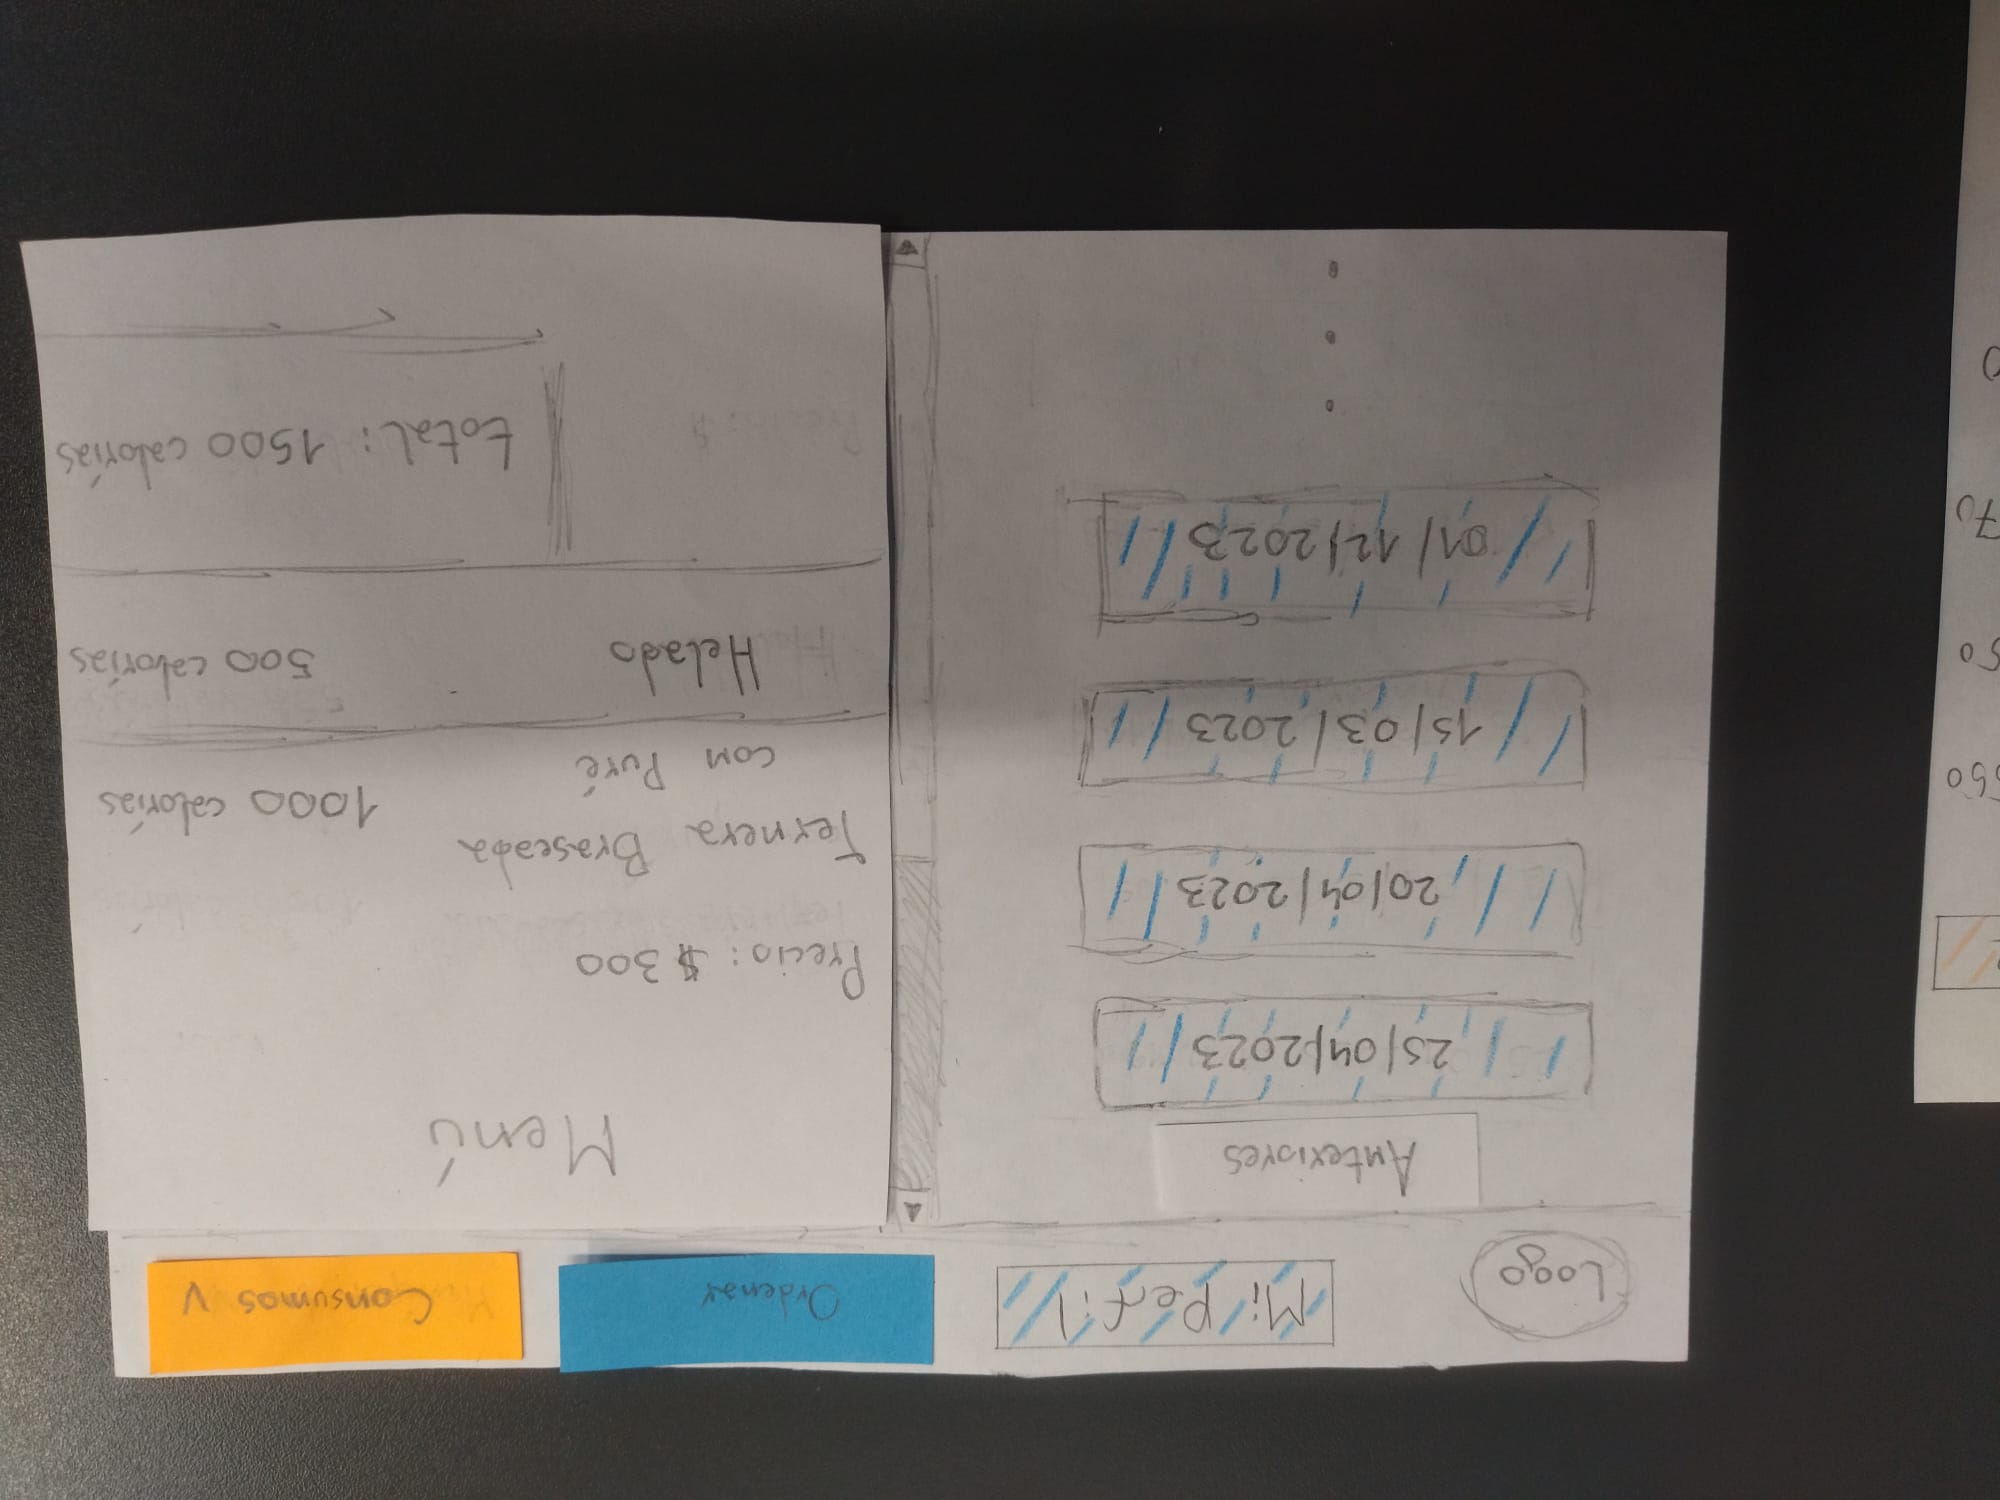 Logo
Mi Perfil
Ordenar
Consumos V
Anteriores
25/04/2023
20/04/2023
15/03/2023
01/12/2023
Menú
Precio: $ 300
Ternera Braseada
con Puré
1000 calorías
Helado
500 calorías
total: 1500 calorías
550
50
70
0